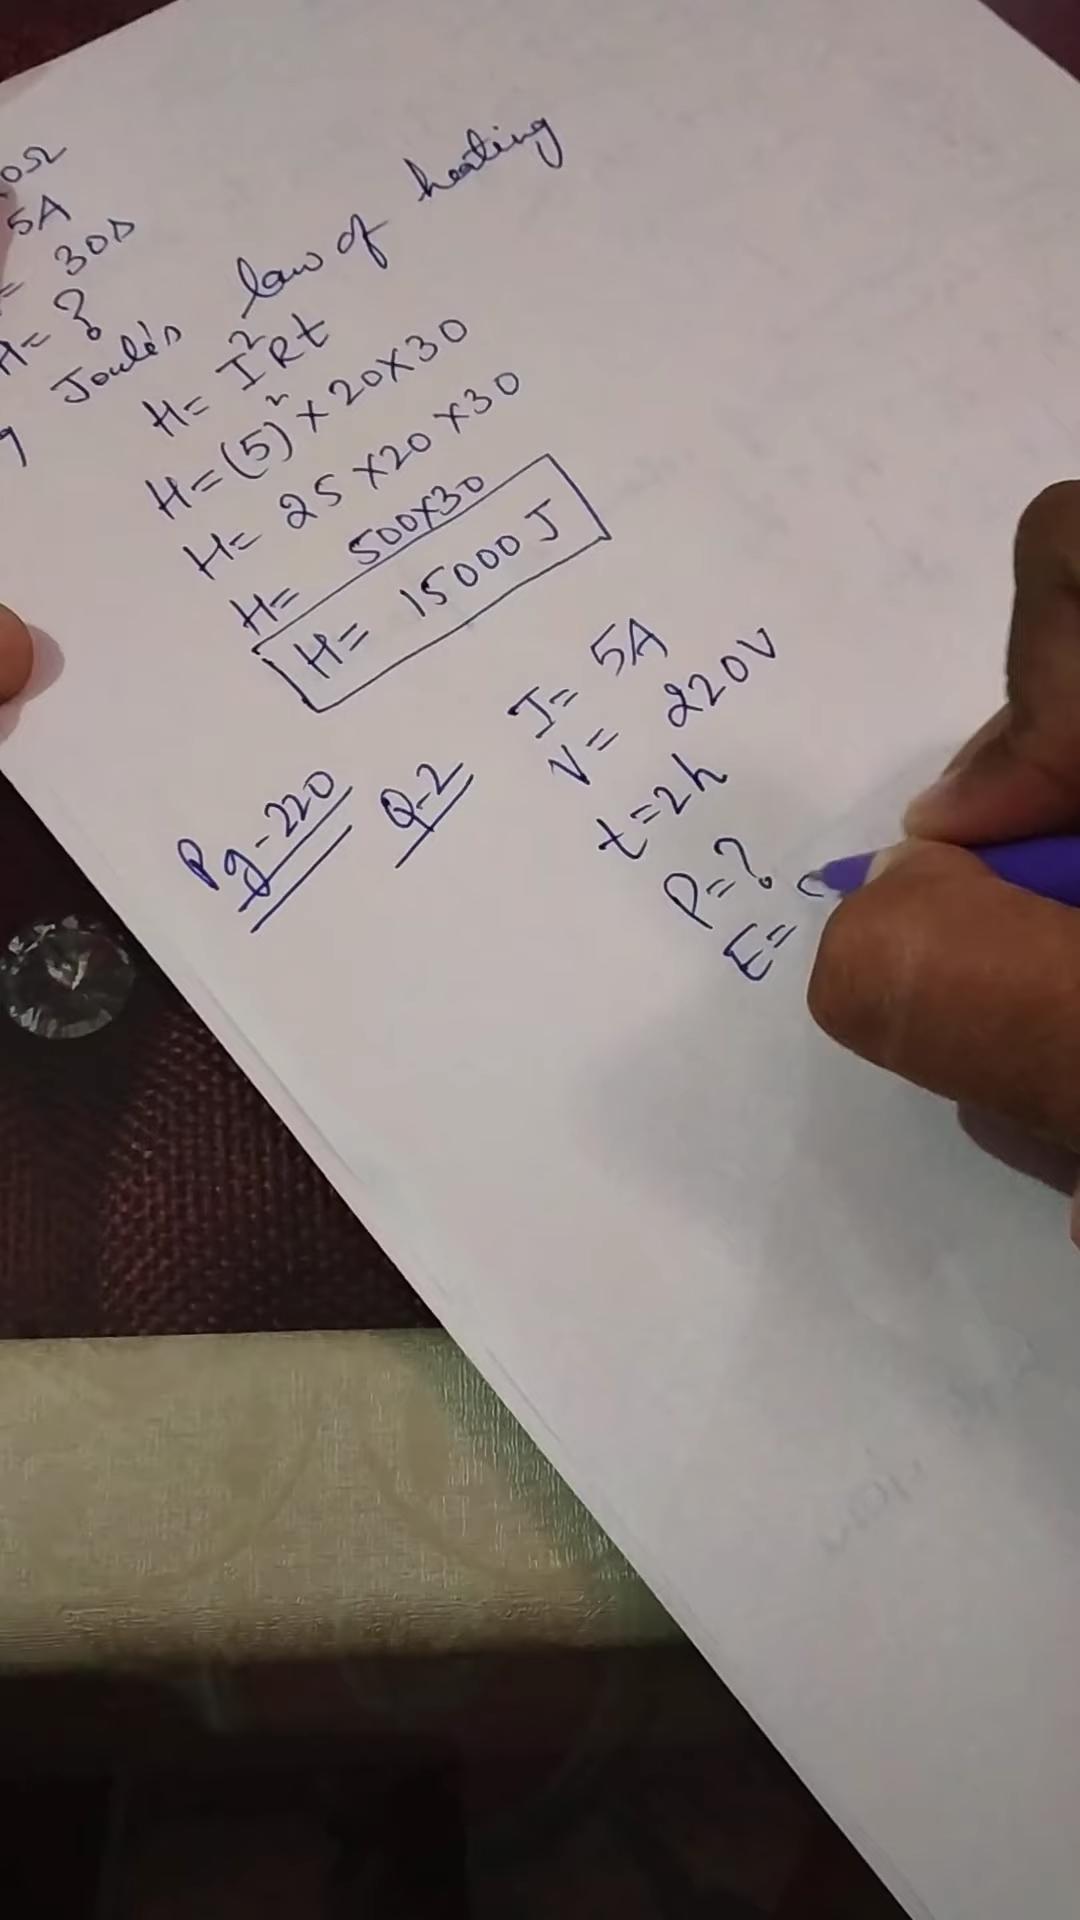 5A
= 30s
H= ?
Joule's law of heating
H= I²Rt
H= (5)² × 20×30
H= 25 ×20 ×30
H= 500×30
H= 15000 J
Pg-220 Q-2
I= 5A
V= 220V
t=2h
P=?
E=